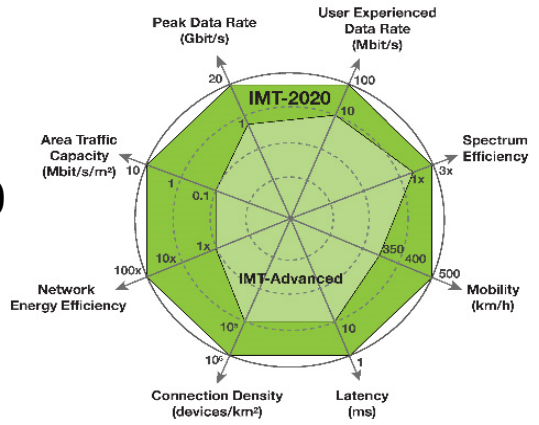 Peak Data Rate
(Gbit/s)
User Experienced
Data Rate
(Mbit/s)
20
100
IMT-2020
1
10
Area Traffic
Capacity
(Mbit/s/m²)
Spectrum
Efficiency
10
1
0.1
1x
3x
100x
10x
1x
350
400
500
Network
Energy Efficiency
IMT-Advanced
Mobility
(km/h)
10⁵
10
10⁶
1
Connection Density
(devices/km²)
Latency
(ms)